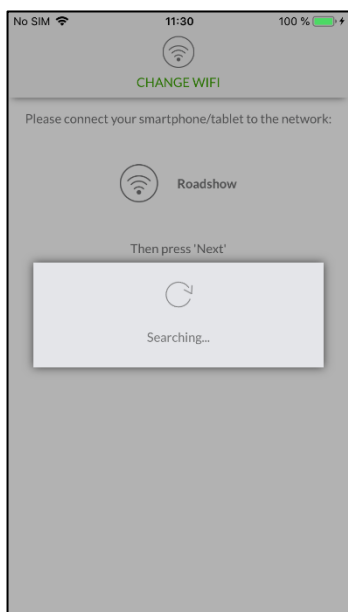 No SIM 11:30 100 %
CHANGE WIFI
Please connect your smartphone/tablet to the network:
Roadshow
Then press 'Next'
Searching...